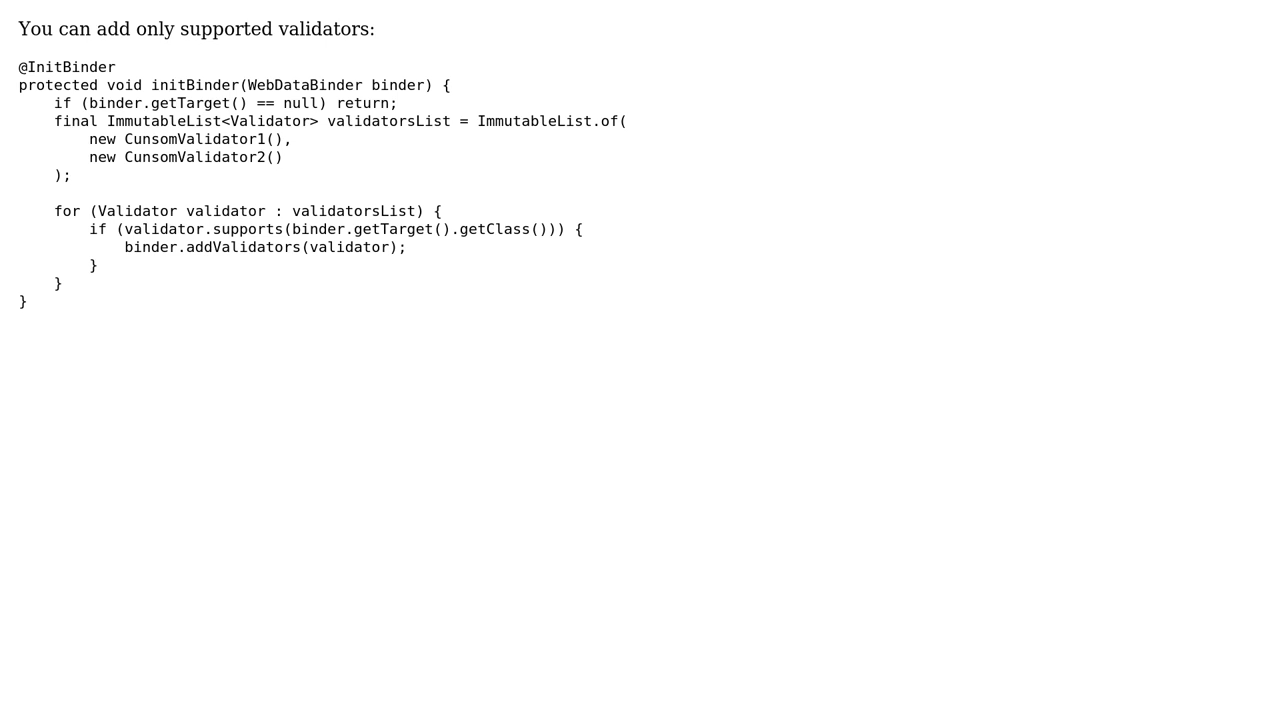 You can add only supported validators:
@InitBinder
protected void initBinder(WebDataBinder binder) {
    if (binder.getTarget() == null) return;
    final ImmutableList<Validator> validatorsList = ImmutableList.of(
        new CunsomValidator1(),
        new CunsomValidator2()
    );

    for (Validator validator : validatorsList) {
        if (validator.supports(binder.getTarget().getClass())) {
            binder.addValidators(validator);
        }
    }
}